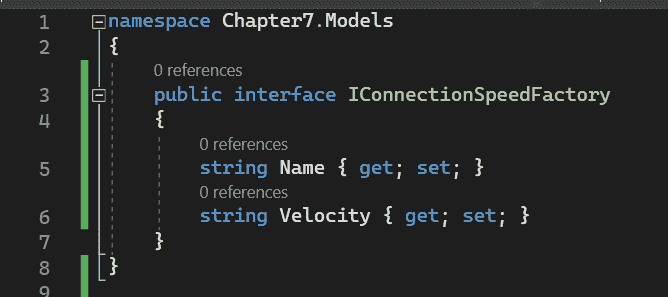 1 namespace Chapter7.Models
2 {
0 references
3 public interface IConnectionSpeedFactory
4 {
0 references
5 string Name { get; set; }
0 references
6 string Velocity { get; set; }
7 }
8 }
9